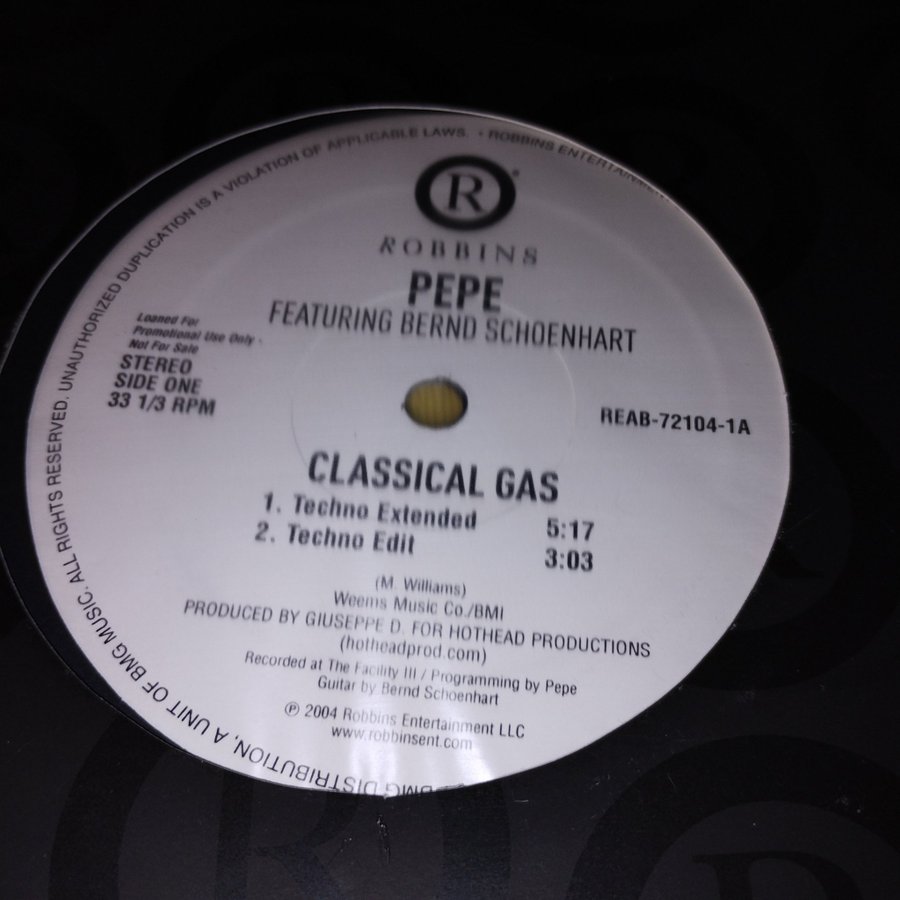 UNAUTHORIZED DUPLICATION IS A VIOLATION OF APPLICABLE LAWS. • ROBBINS ENTERTAINMENT
R
®
ROBBINS
PEPE
FEATURING BERND SCHOENHART
Loaned For
Promotional Use Only -
Not For Sale
STEREO
SIDE ONE
33 1/3 RPM
REAB-72104-1A
CLASSICAL GAS
1. Techno Extended 5:17
2. Techno Edit 3:03
(M. Williams)
Weems Music Co./BMI
PRODUCED BY GIUSEPPE D. FOR HOTHEAD PRODUCTIONS
(hotheadprod.com)
Recorded at The Facility III / Programming by Pepe
Guitar by Bernd Schoenhart
℗ 2004 Robbins Entertainment LLC
www.robbinsent.com
BMG DISTRIBUTION, A UNIT OF BMG MUSIC. ALL RIGHTS RESERVED.